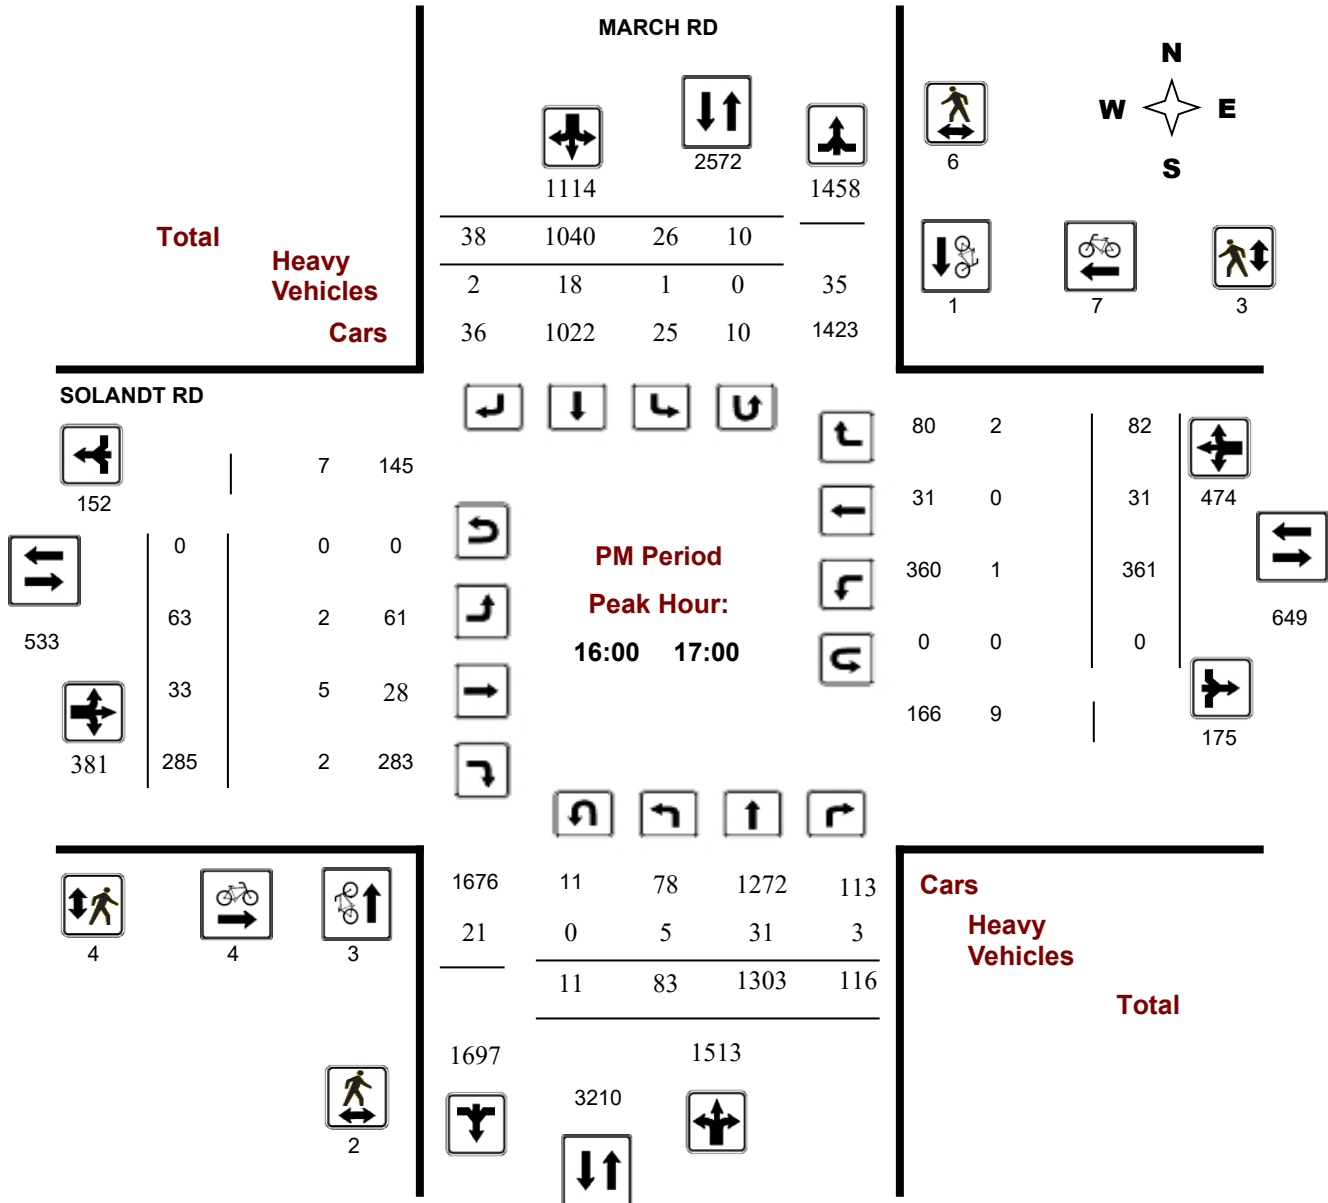 MARCH RD
N
W E
S
2572
6
1114
1458
Total
38 1040 26 10
Heavy
Vehicles
2 18 1 0 35
1 7 3
Cars
36 1022 25 10 1423
SOLANDT RD
80 2 82
7 145
474
152
31 0 31
0 0 0
PM Period
360 1 361
Peak Hour:
63 2 61
649
533
16:00 17:00
0 0 0
33 5 28
166 9
175
381
285 2 283
1676 11 78 1272 113
Cars
21 0 5 31 3
Heavy
Vehicles
4 4 3
11 83 1303 116
Total
1697 1513
3210
2